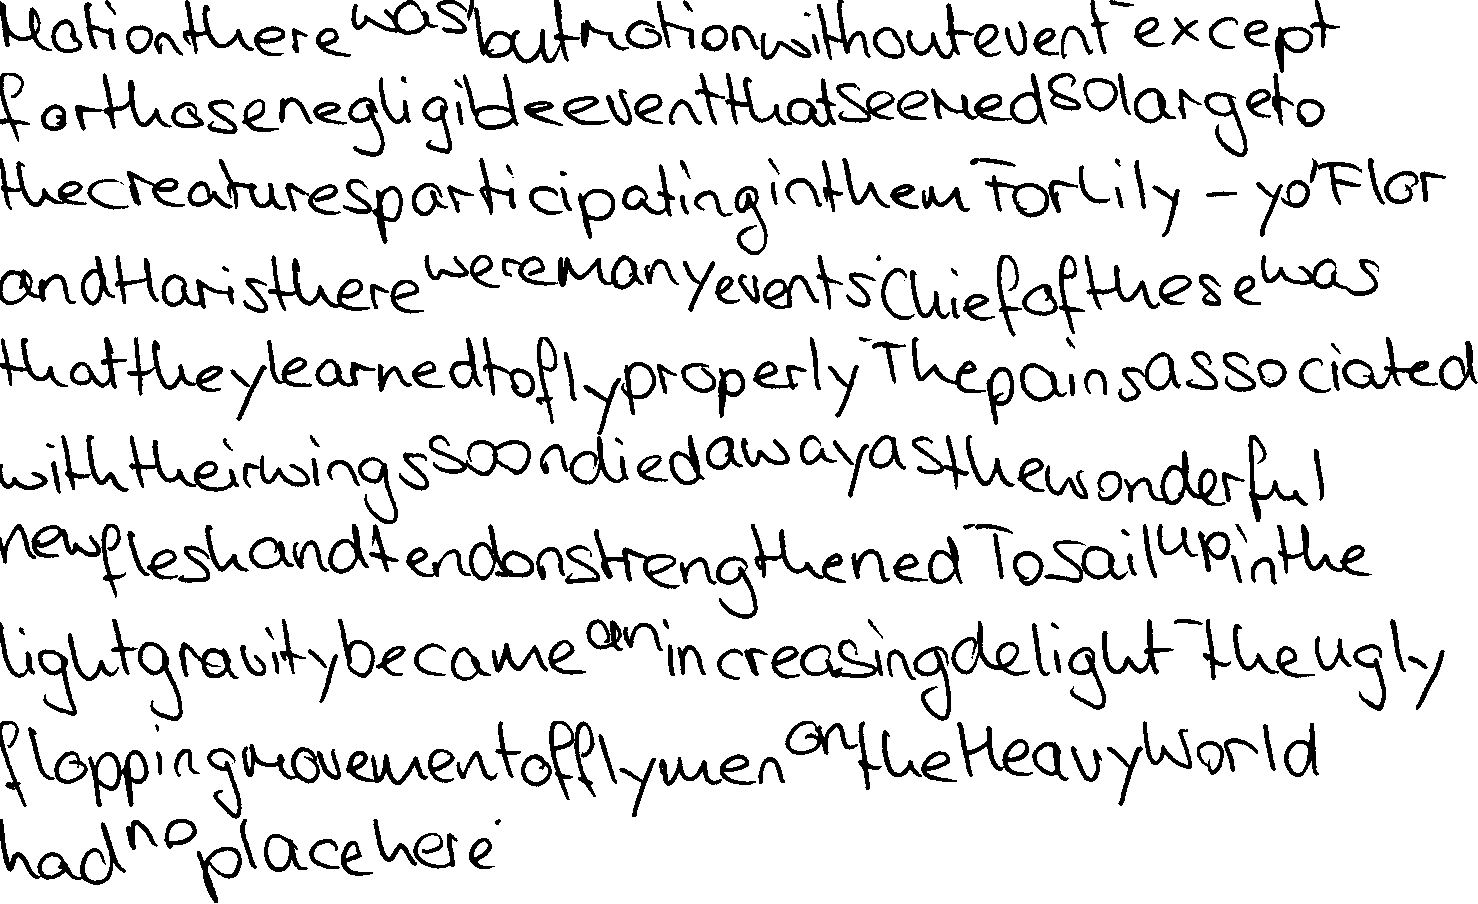 Motion there was, but motion without event - except
for those negligible event that seemed so large to
the creatures participating in them. For Lily - yo, Flor
and Haris there were many events. Chief of these was
that they learned to fly properly. The pains associated
with their wings soon died away as the wonderful
new flesh and tendon strengthened. To sail up in the
light gravity became an increasing delight - the ugly
flopping movement of flymen on the Heavy World
had no place here.